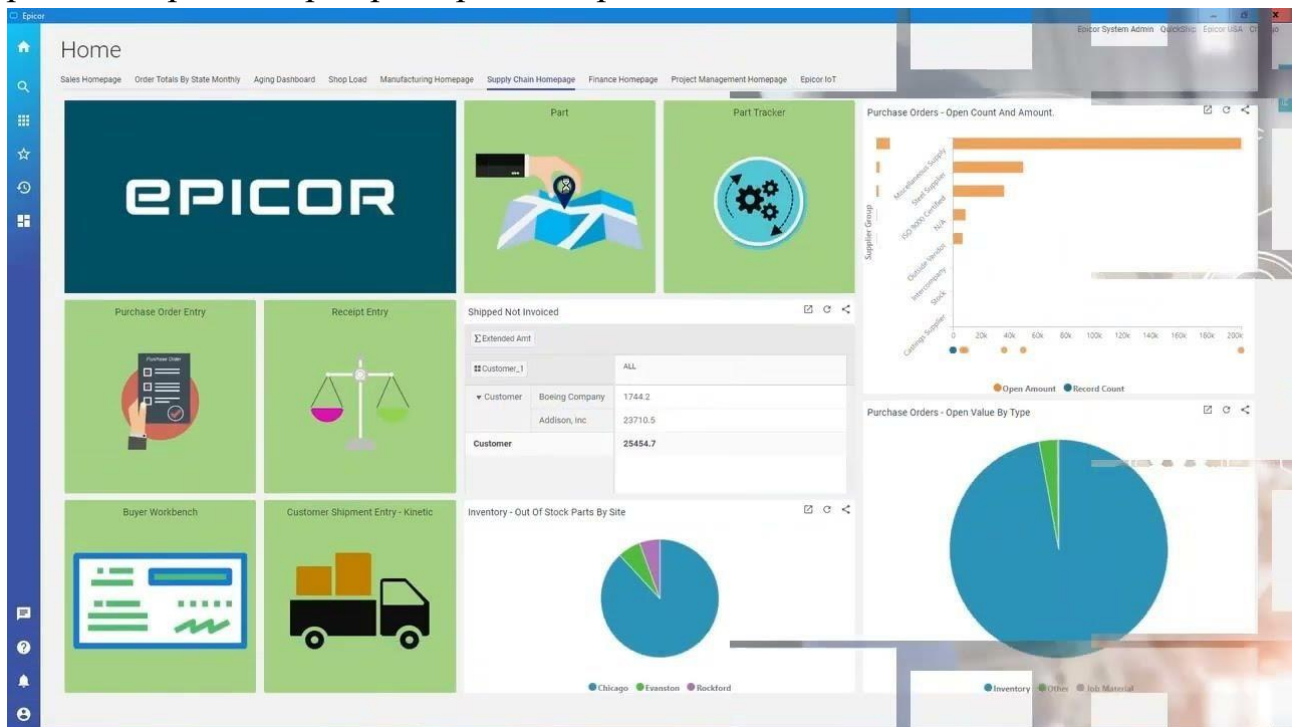 Epicor
Epicor System Admin
Home
Sales Homepage Order Totals By State Monthly Aging Dashboard Shop Load Manufacturing Homepage Supply Chain Homepage Finance Homepage Project Management Homepage Epicor IoT
EPICOR
Part
Part Tracker
Purchase Orders - Open Count And Amount.
Supplier Group
Miscellaneous Supply
Steel Supplier
ISO 9000 Certified
N/A
Outside Vendor
Intercompany
Stock
Castings Supplier
0 20k 40k 60k 80k 100k 120k 140k 160k 180k 200k
Open Amount Record Count
Purchase Order Entry
Purchase Order
Receipt Entry
Shipped Not Invoiced
ΣExtended Amt
Customer_1
ALL
Customer Boeing Company 1744.2
Addison, Inc 23710.5
Customer 25454.7
Purchase Orders - Open Value By Type
Inventory Other Job Material
Buyer Workbench
Customer Shipment Entry - Kinetic
Inventory - Out Of Stock Parts By Site
Chicago Evanston Rockford